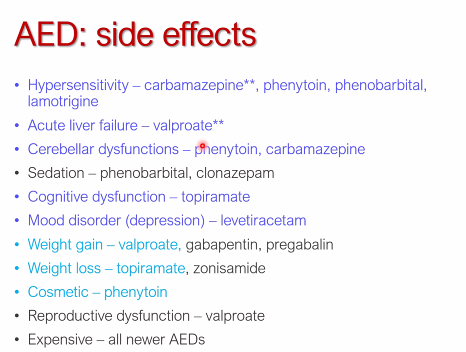 AED: side effects
• Hypersensitivity – carbamazepine**, phenytoin, phenobarbital,
lamotrigine
• Acute liver failure – valproate**
• Cerebellar dysfunctions – phenytoin, carbamazepine
• Sedation – phenobarbital, clonazepam
• Cognitive dysfunction – topiramate
• Mood disorder (depression) – levetiracetam
• Weight gain – valproate, gabapentin, pregabalin
• Weight loss – topiramate, zonisamide
• Cosmetic – phenytoin
• Reproductive dysfunction – valproate
• Expensive – all newer AEDs